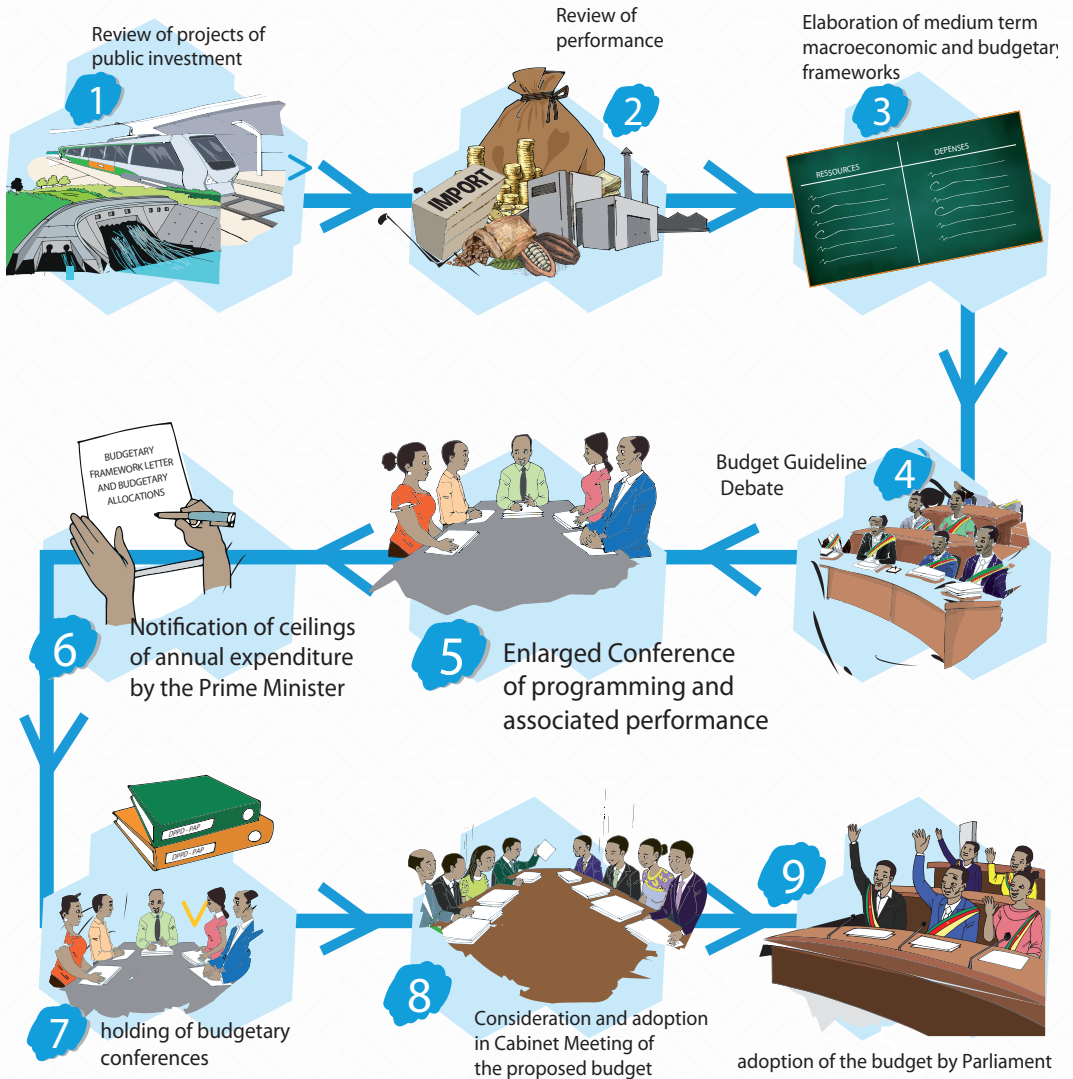 Review of projects of
public investment
1
Review of
performance
2
IMPORT
Elaboration of medium term
macroeconomic and budgetary
frameworks
3
RESSOURCES
DEPENSES
Budget Guideline
Debate
4
5
Enlarged Conference
of programming and
associated performance
BUDGETARY
FRAMEWORK LETTER
AND BUDGETARY
ALLOCATIONS
6
Notification of ceilings
of annual expenditure
by the Prime Minister
DPPD - PAP
DPPD - PAP
7
holding of budgetary
conferences
8
Consideration and adoption
in Cabinet Meeting of
the proposed budget
9
adoption of the budget by Parliament